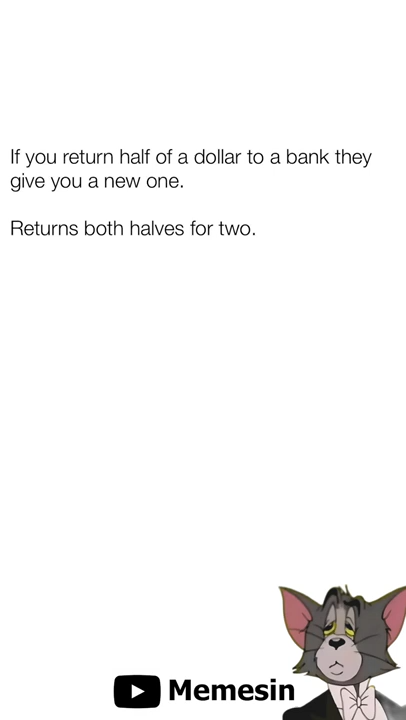 If you return half of a dollar to a bank they
give you a new one.
Returns both halves for two.
Memesin